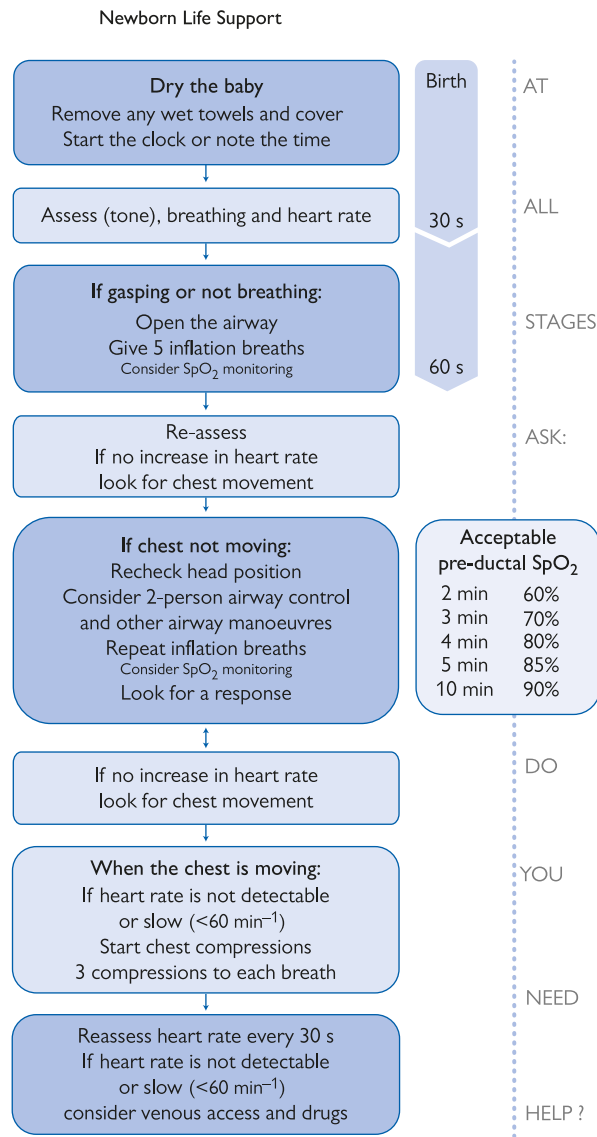 Newborn Life Support
Dry the baby
Remove any wet towels and cover
Start the clock or note the time
Birth
AT
Assess (tone), breathing and heart rate
30 s
ALL
If gasping or not breathing:
Open the airway
Give 5 inflation breaths
Consider SpO₂ monitoring
60 s
STAGES
Re-assess
If no increase in heart rate
look for chest movement
ASK:
If chest not moving:
Recheck head position
Consider 2-person airway control
and other airway manoeuvres
Repeat inflation breaths
Consider SpO₂ monitoring
Look for a response
Acceptable
pre-ductal SpO₂
2 min 60%
3 min 70%
4 min 80%
5 min 85%
10 min 90%
If no increase in heart rate
look for chest movement
DO
When the chest is moving:
If heart rate is not detectable
or slow (<60 min⁻¹)
Start chest compressions
3 compressions to each breath
YOU
NEED
Reassess heart rate every 30 s
If heart rate is not detectable
or slow (<60 min⁻¹)
consider venous access and drugs
HELP ?